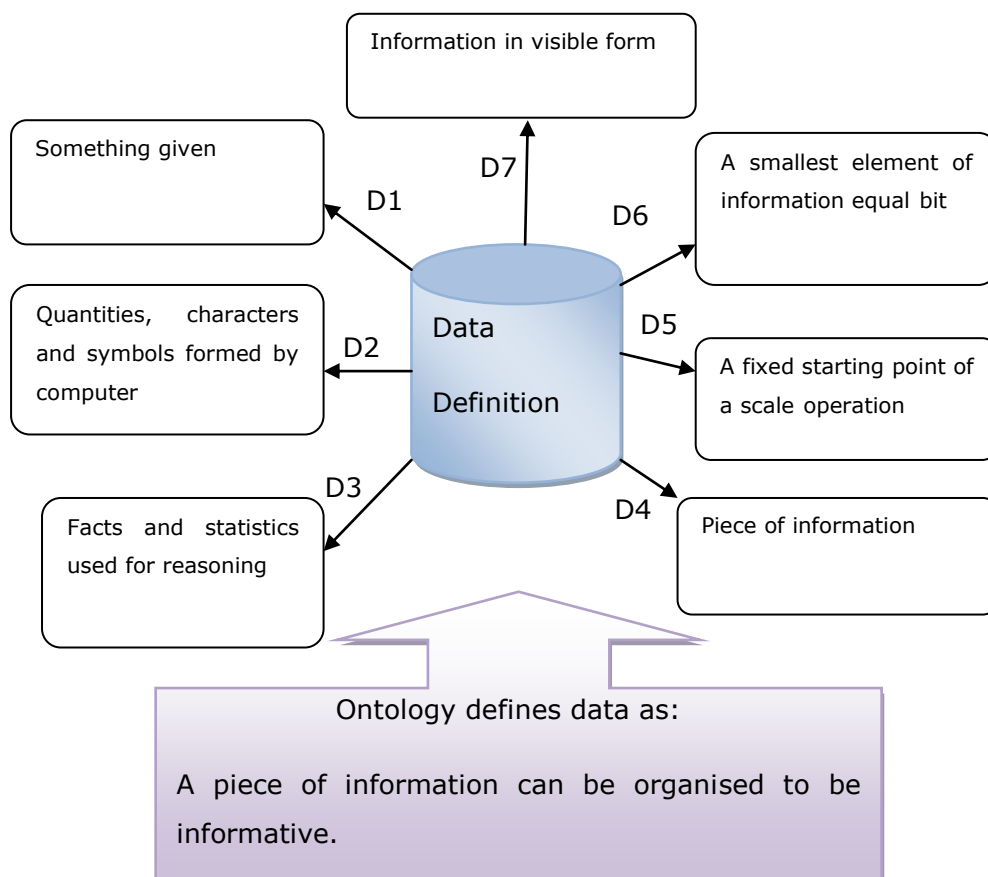 Information in visible form
Something given
D1
D7
A smallest element of
information equal bit
D6
Quantities, characters
and symbols formed by
computer
D2
Data
Definition
D5
A fixed starting point of
a scale operation
D3
Facts and statistics
used for reasoning
D4
Piece of information
Ontology defines data as:
A piece of information can be organised to be
informative.